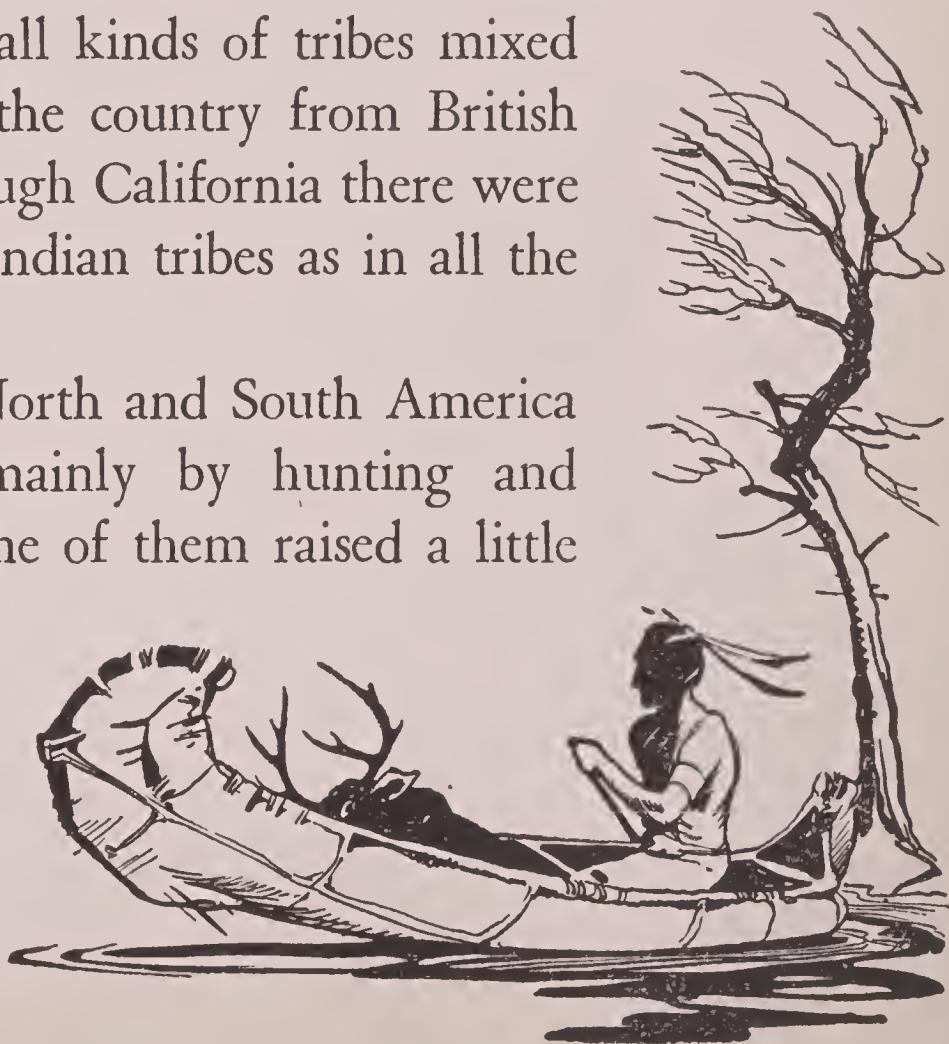 all kinds of tribes mixed
the country from British
ugh California there were
ndian tribes as in all the
orth and South America
mainly by hunting and
ne of them raised a little